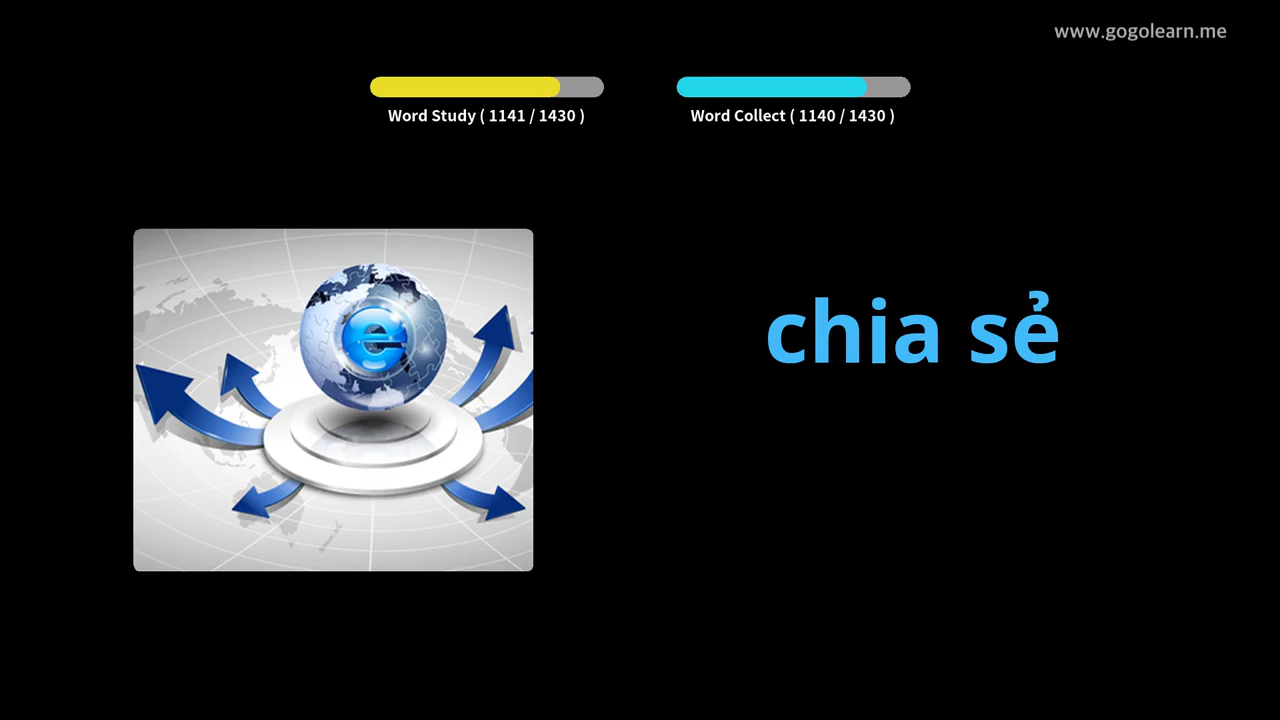 www.gogolearn.me
Word Study ( 1141 / 1430 )
Word Collect ( 1140 / 1430 )
e
chia sẻ